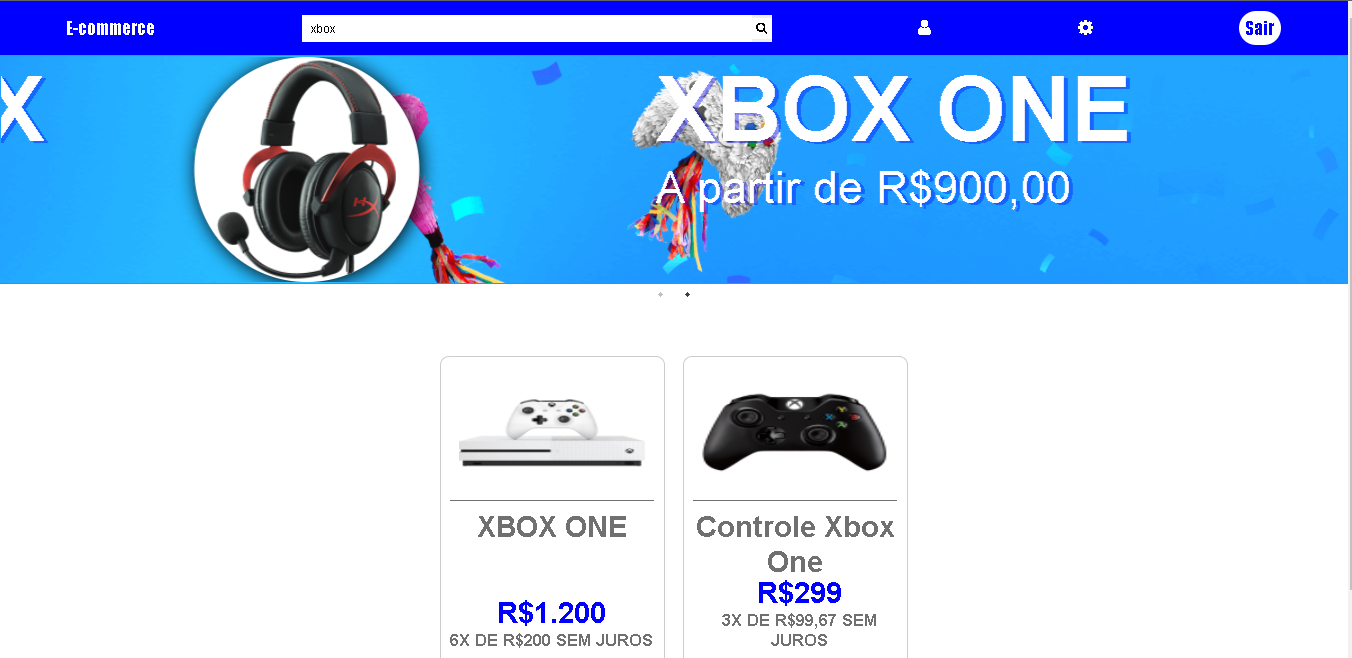 E-commerce
xbox
Sair
X
XBOX ONE
A partir de R$900,00
XBOX ONE
R$1.200
6X DE R$200 SEM JUROS
Controle Xbox
One
R$299
3X DE R$99,67 SEM
JUROS